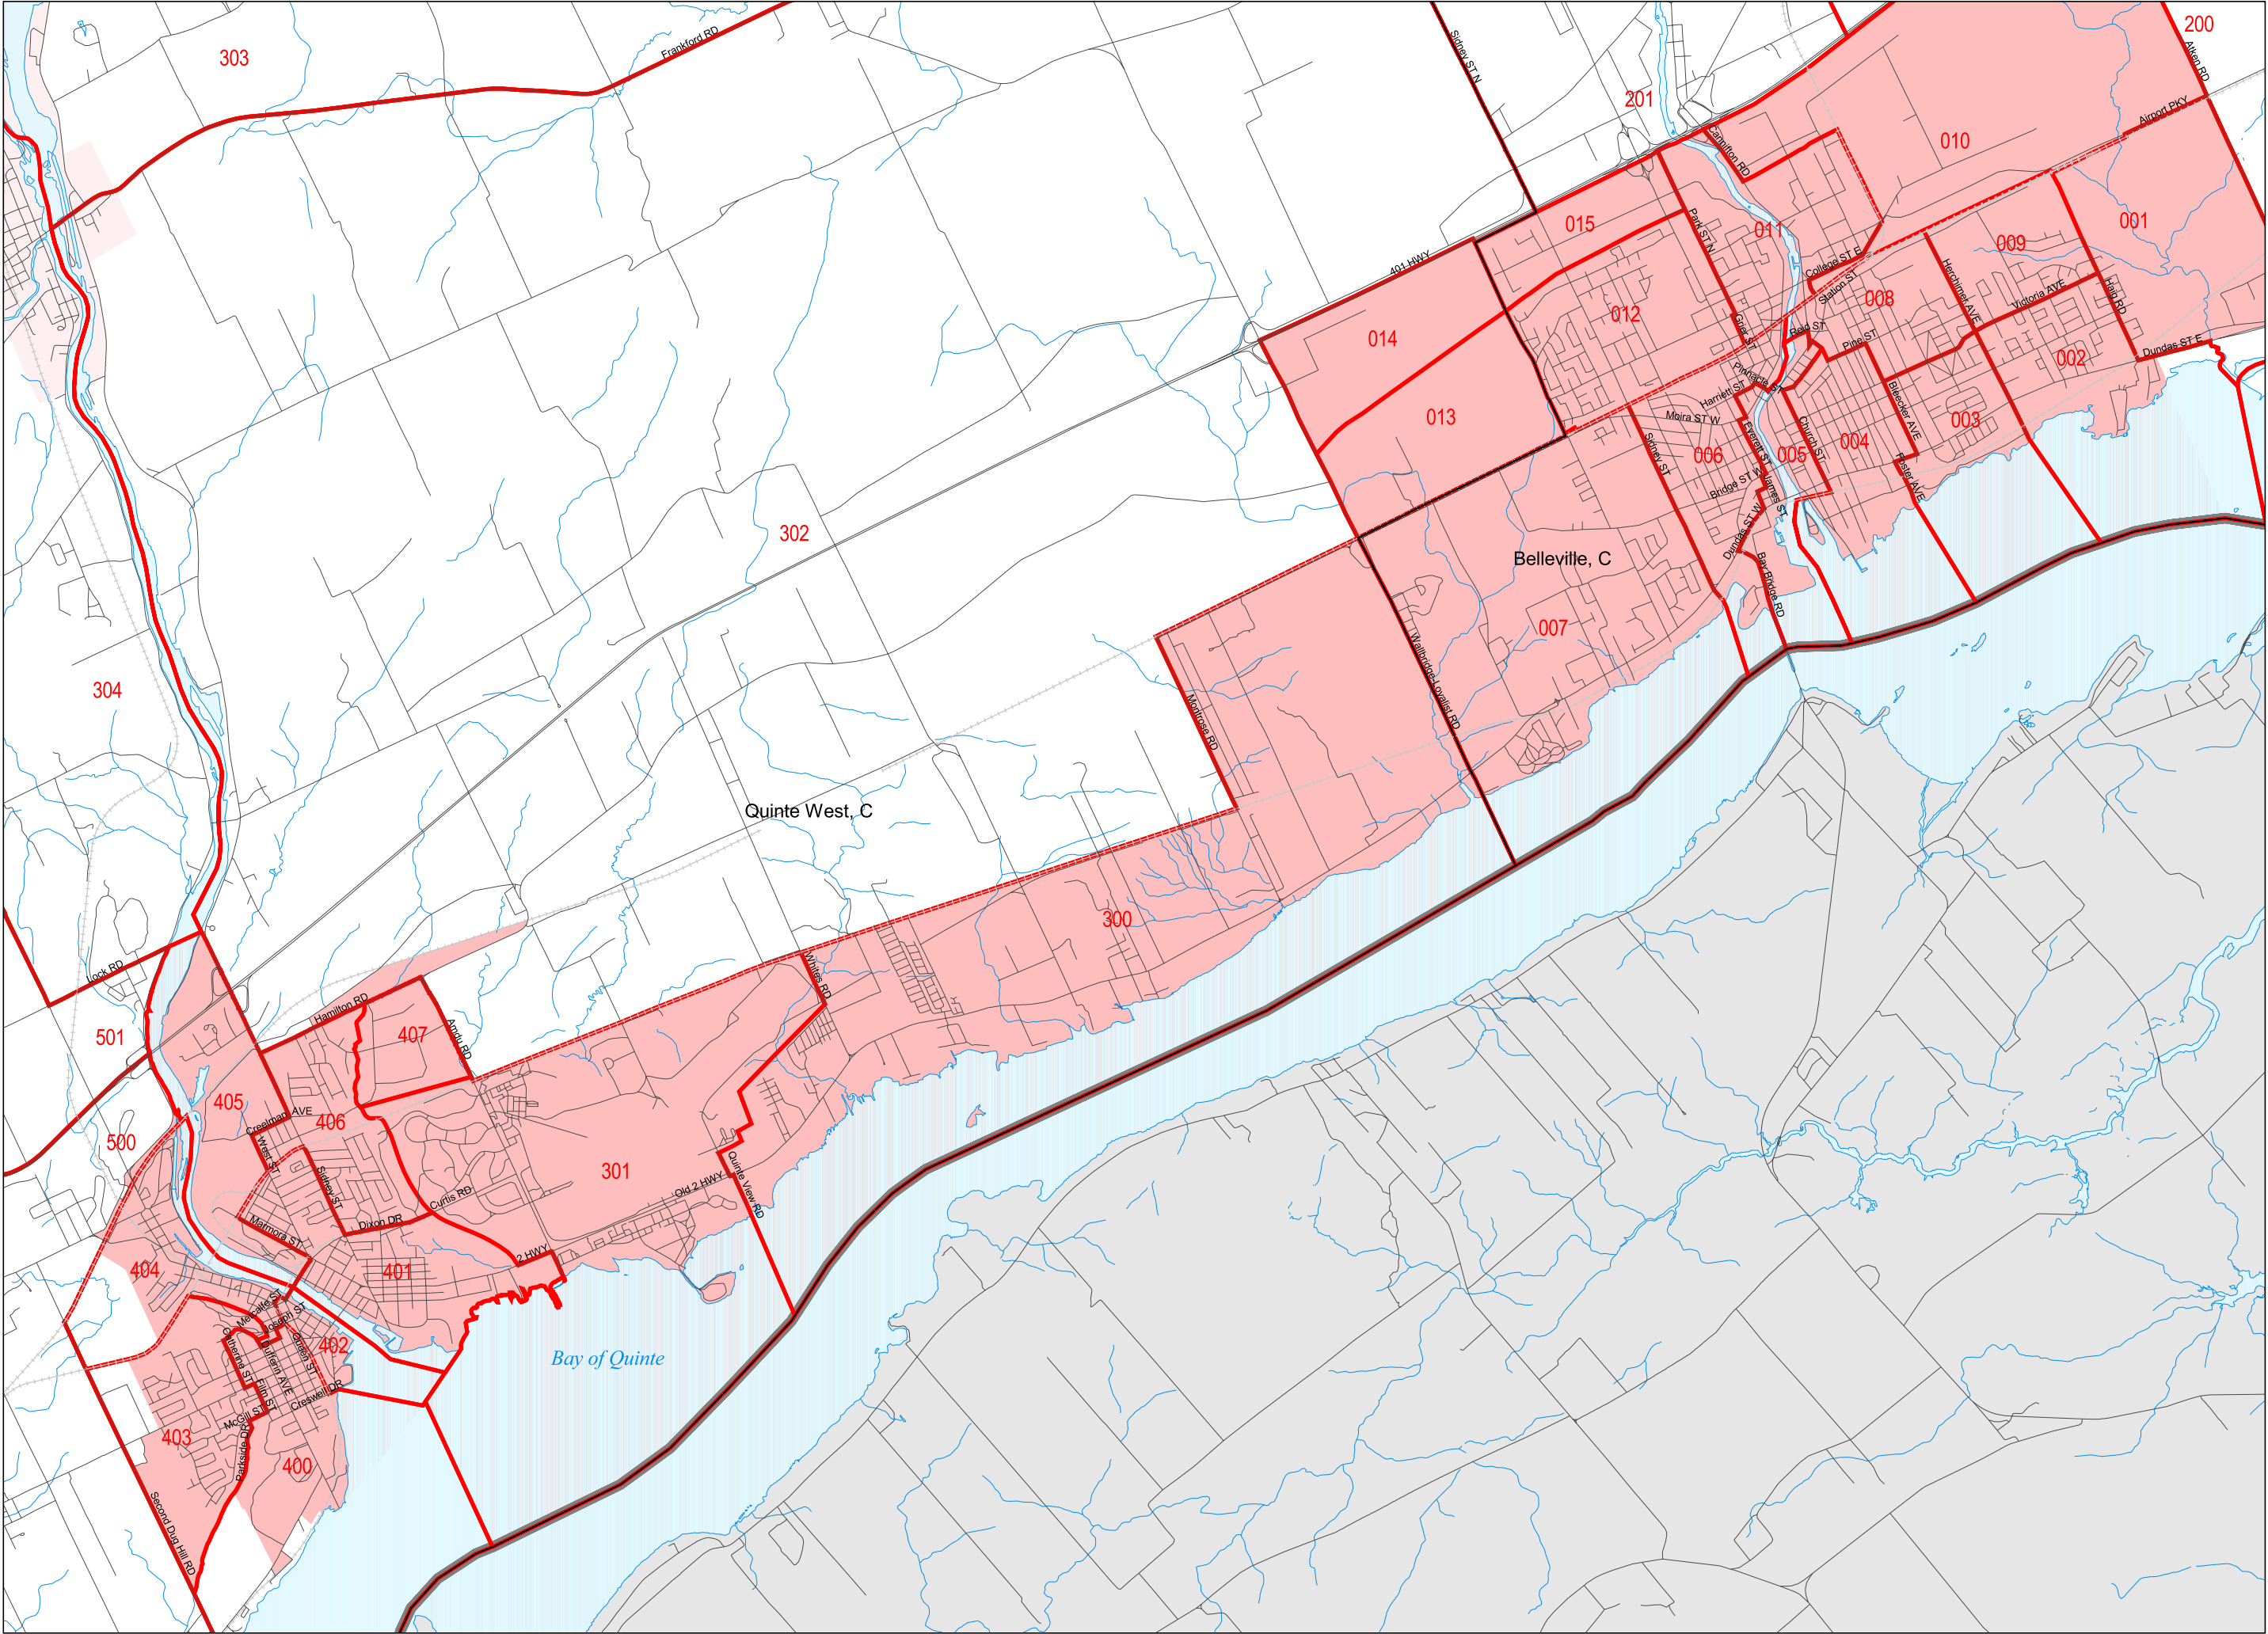 303
Frankford RD
Sidney ST N
200
Aiken RD
201
Airport PKY
010
Cannifton RD
015
Park ST N
011
001
009
401 HWY
College ST E
Station ST
Herchimer AVE
014
012
008
Victoria AVE
Haig RD
Grier ST
Reid ST
Pine ST
002
Dundas ST E
Pinnacle ST
Harriett ST
013
Moira ST W
Bleecker AVE
003
Church ST
004
Everett ST
005
006
Sidney ST
Bridge ST W
Foster AVE
James ST
302
Dundas ST W
Belleville, C
Bay Bridge RD
007
304
Wallbridge-Loyalist RD
Montrose RD
Quinte West, C
300
Lock RD
Whites RD
Hamilton RD
501
407
Amdu RD
405
Creelman AVE
406
500
West ST
301
Sidney ST
Quinte View RD
Old 2 HWY
Curtis RD
Dixon DR
Marmora ST
2 HWY
404
401
Metcalfe ST
Joseph ST
402
Catherine ST
Dufferin AVE
Queen ST
Bay of Quinte
Film ST
Creswell DR
McGill ST
403
Parkside DR
400
Second Dug Hill RD